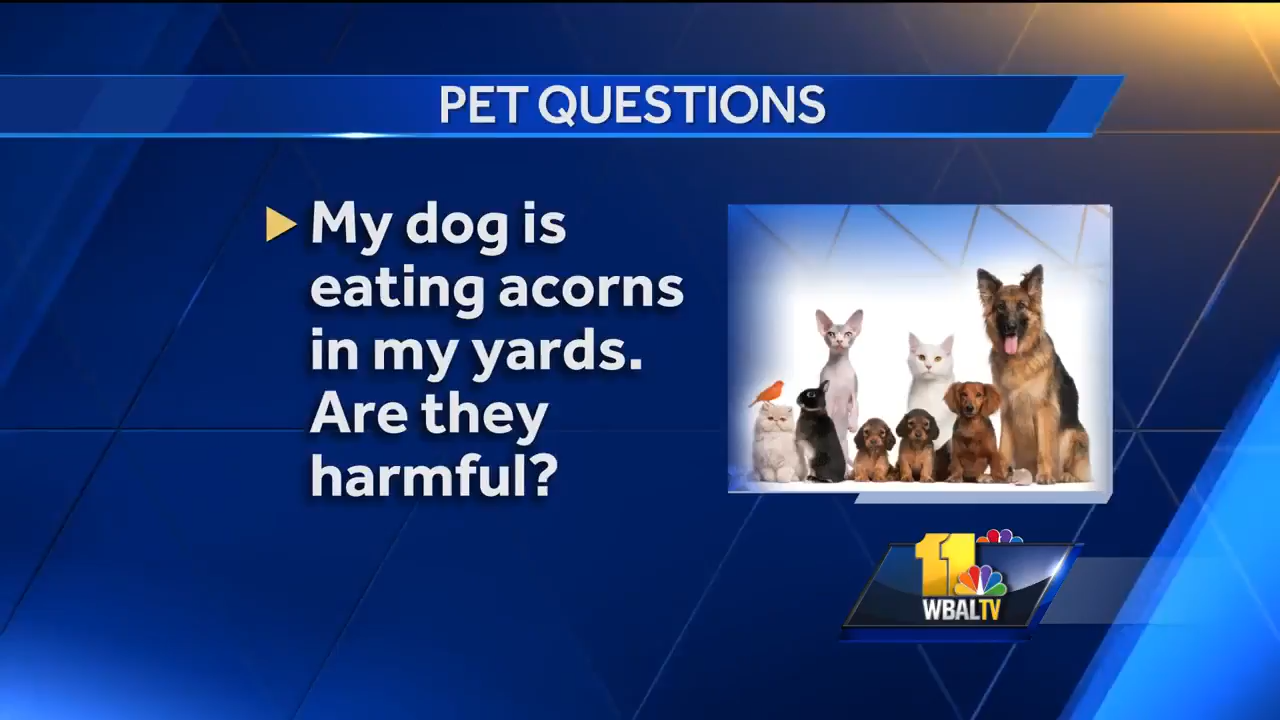 PET QUESTIONS
My dog is
eating acorns
in my yards.
Are they
harmful?
11
WBALTV